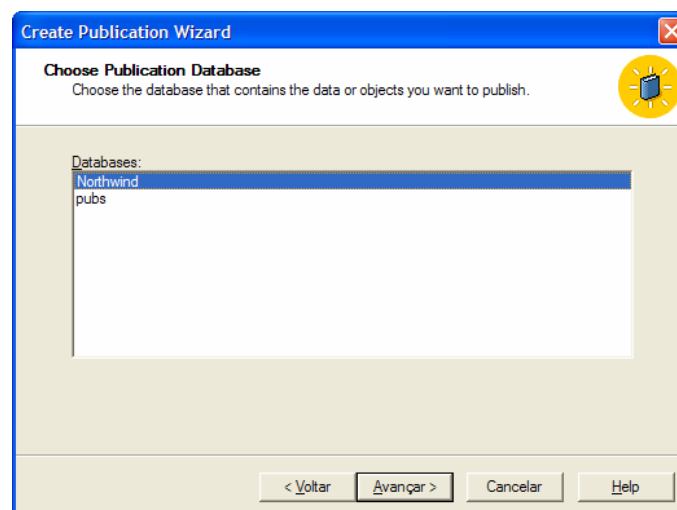 Create Publication Wizard
Choose Publication Database
Choose the database that contains the data or objects you want to publish.
Databases:
Northwind
pubs
< Voltar
Avançar >
Cancelar
Help